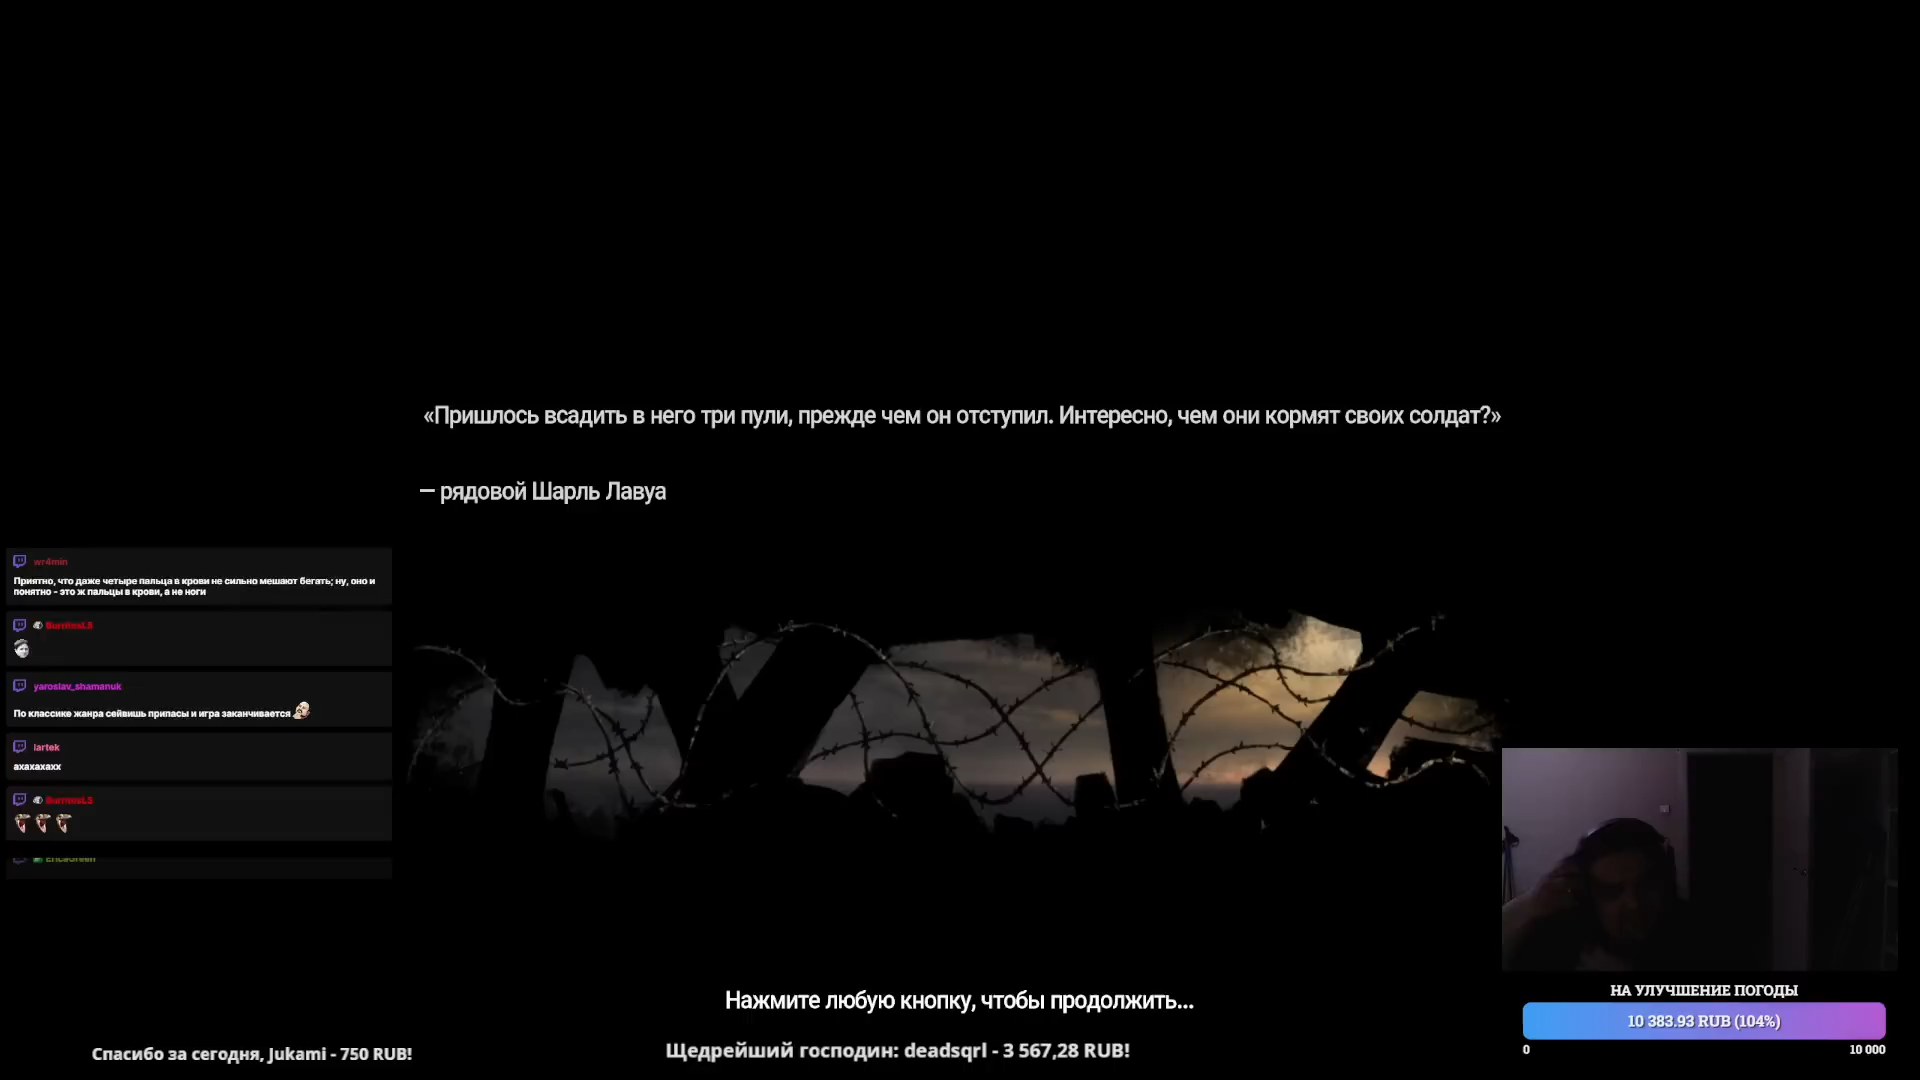 «Пришлось всадить в него три пули, прежде чем он отступил. Интересно, чем они кормят своих солдат?»
— рядовой Шарль Лавуа
wr4min
Приятно, что даже четыре пальца в крови не сильно мешают бегать; ну, оно и
понятно - это ж пальцы в крови, а не ноги
yaroslav_shamanuk
По классике жанра сейвишь припасы и игра заканчивается
lartek
ахахахахх
Нажмите любую кнопку, чтобы продолжить...
НА УЛУЧШЕНИЕ ПОГОДЫ
10 383.93 RUB (104%)
0
10 000
Спасибо за сегодня, Jukami - 750 RUB!
Щедрейший господин: deadsqrl - 3 567,28 RUB!